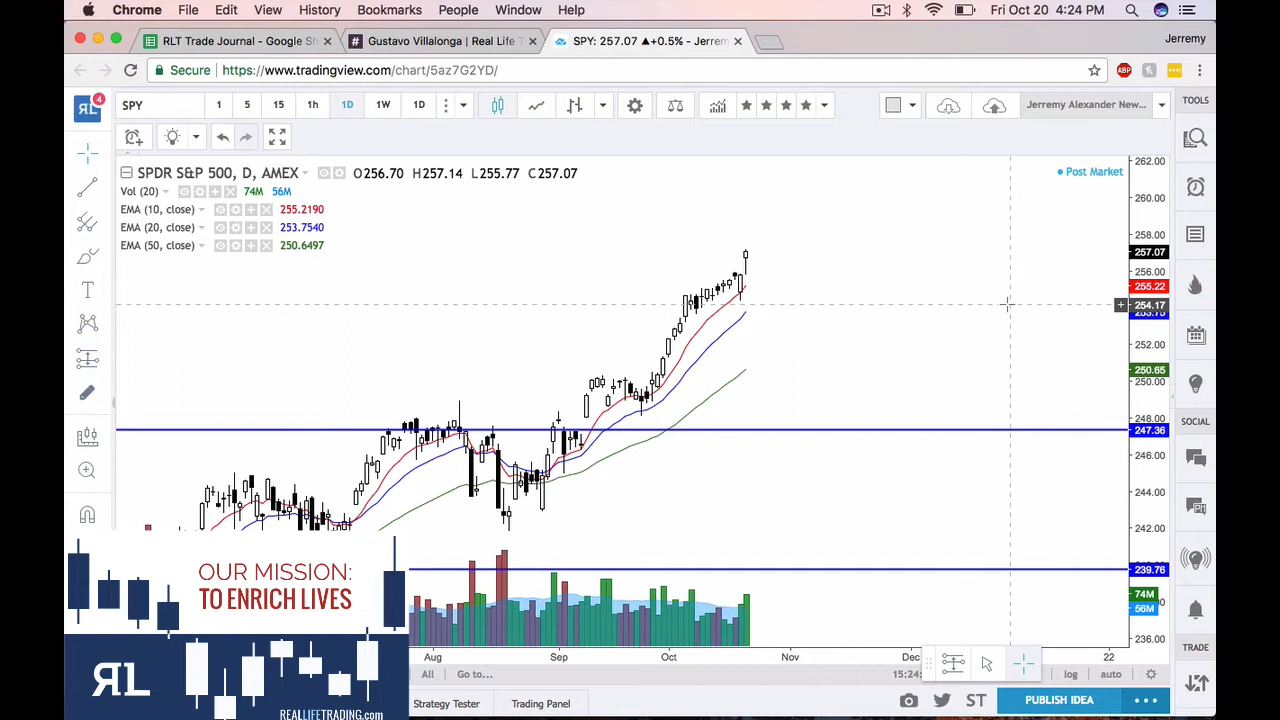 Chrome File Edit View History Bookmarks People Window Help Fri Oct 20 4:24 PM
RLT Trade Journal - Google Sh Gustavo Villalonga | Real Life T SPY: 257.07 ▲+0.5% - Jerrem Jerremy
Secure https://www.tradingview.com/chart/5az7G2YD/ ABP
RL 4 SPY 1 5 15 1h 1D 1W 1D Jerremy Alexander New... TOOLS
SPDR S&P 500, D, AMEX O256.70 H257.14 L255.77 C257.07 Post Market
Vol (20) 74M 56M
EMA (10, close) 255.2190
EMA (20, close) 253.7540
EMA (50, close) 250.6497
262.00
260.00
258.00
257.07
256.00
255.22
254.17
253.75
252.00
250.65
250.00
248.00
247.36
246.00
244.00
242.00
239.76
74M
56M
236.00
SOCIAL
TRADE
OUR MISSION:
TO ENRICH LIVES
RL
REALLIFETRADING.com
Aug Sep Oct Nov Dec 22
All Go to... 15:24: log auto
Strategy Tester Trading Panel ST PUBLISH IDEA